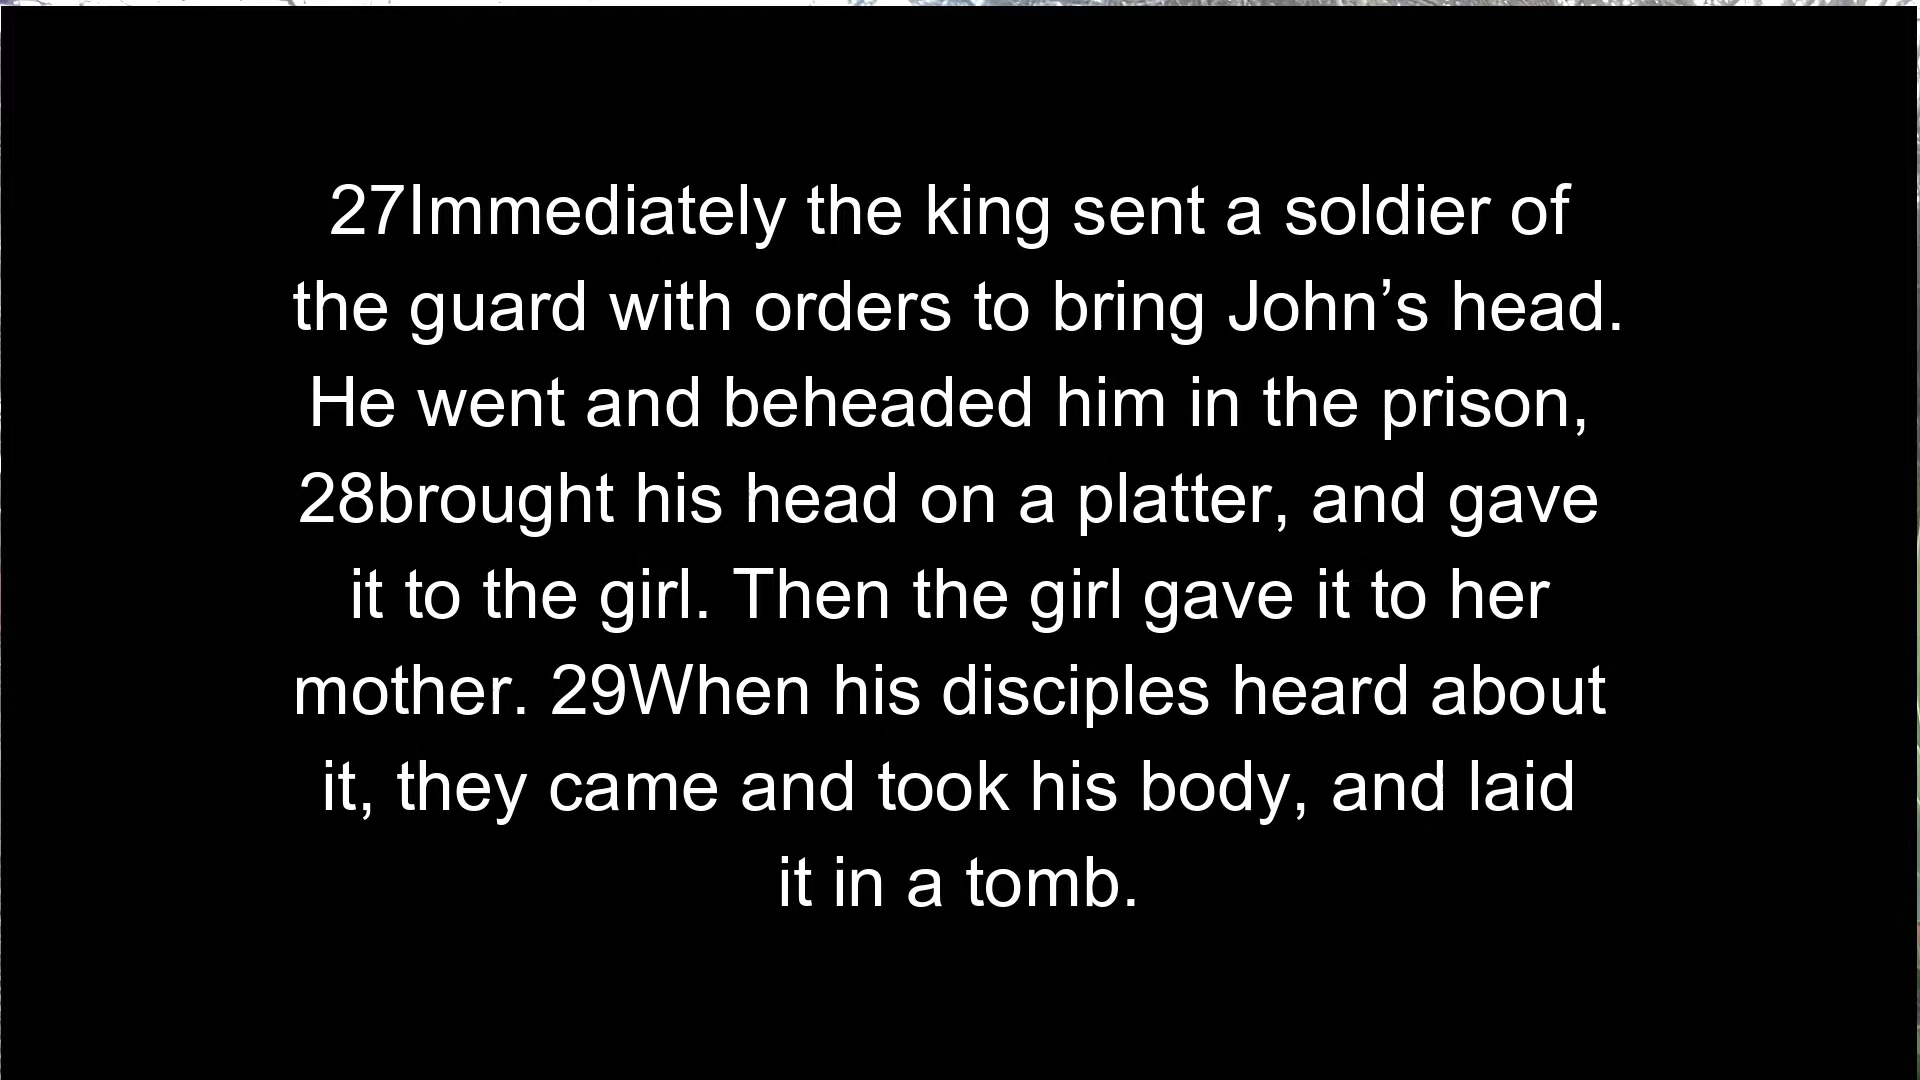 27Immediately the king sent a soldier of
the guard with orders to bring John’s head.
He went and beheaded him in the prison,
28brought his head on a platter, and gave
it to the girl. Then the girl gave it to her
mother. 29When his disciples heard about
it, they came and took his body, and laid
it in a tomb.